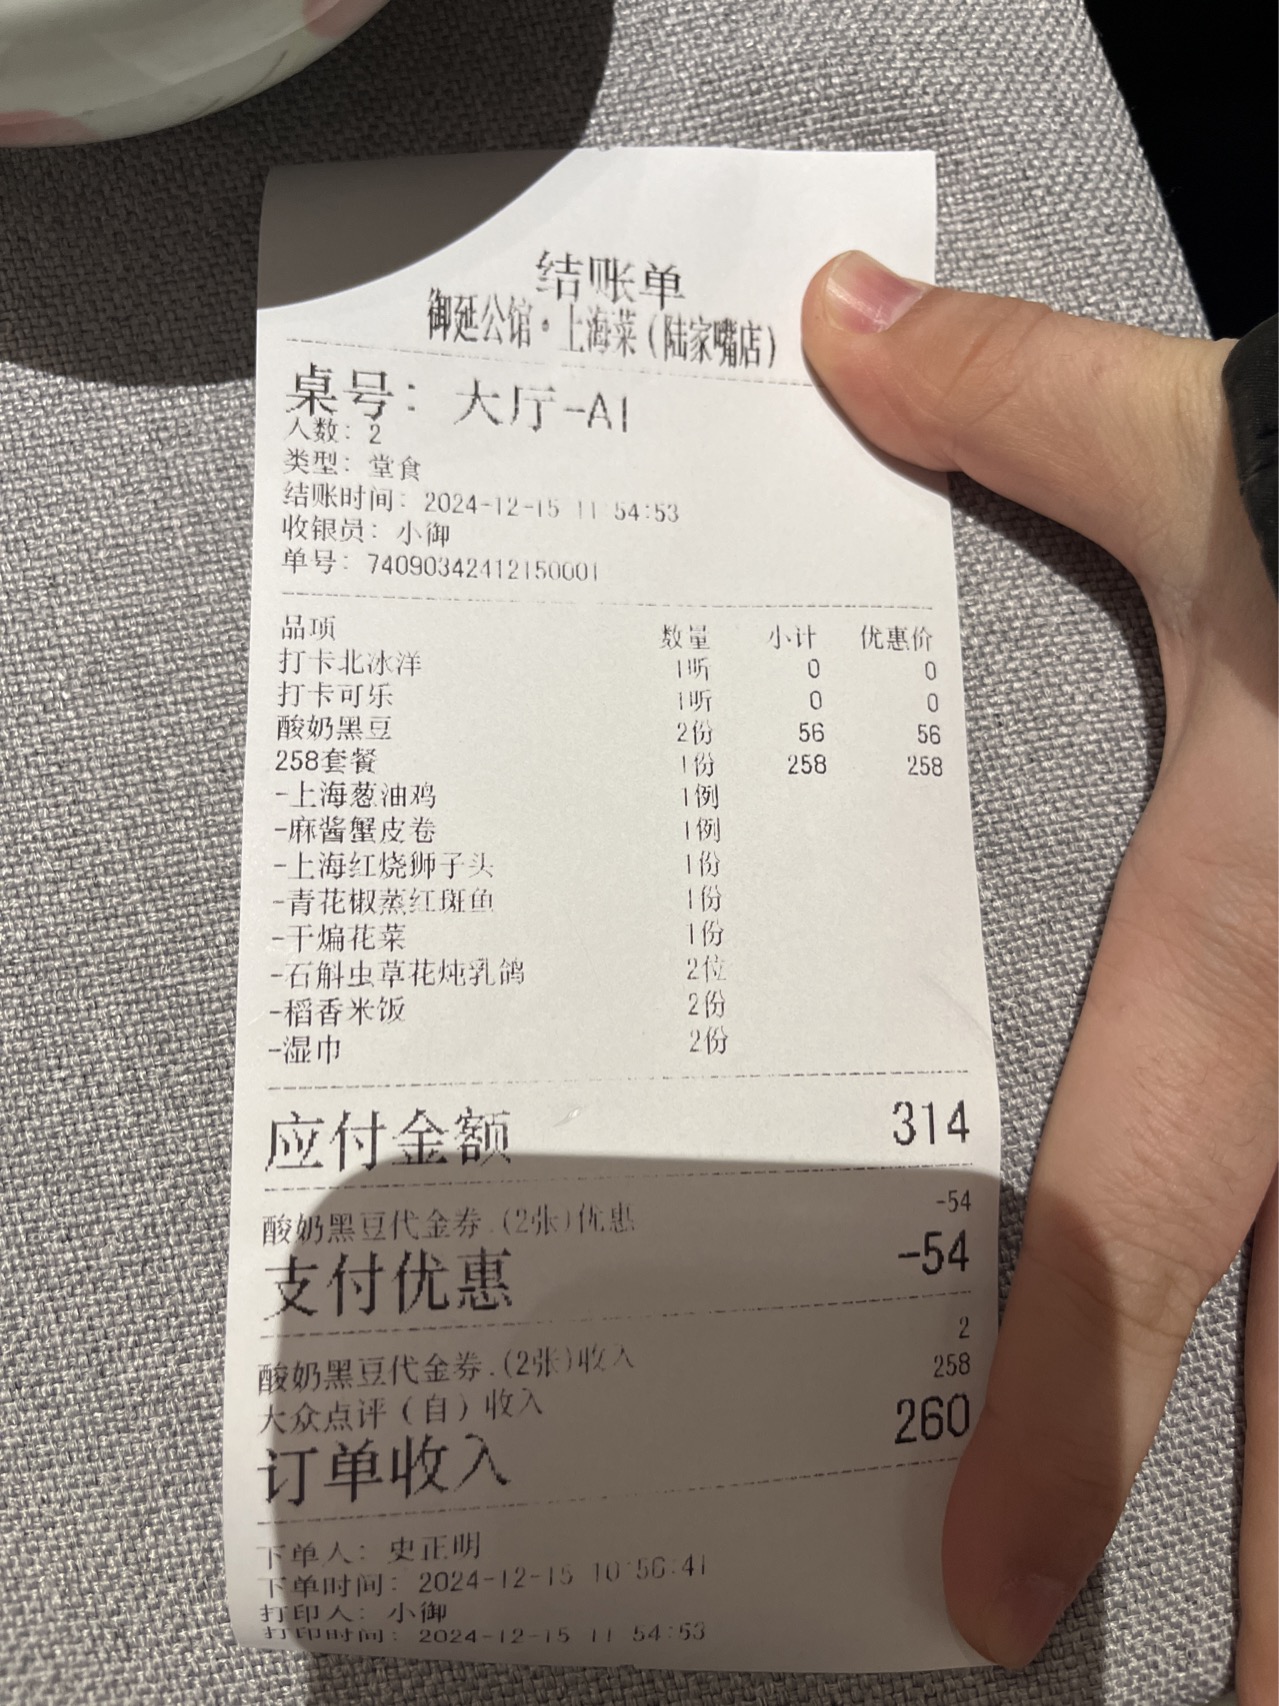 结账单
御延公馆·上海菜(陆家嘴店)
桌号: 大厅-A1
人数: 2
类型: 堂食
结账时间: 2024-12-15 11:54:53
收银员: 小御
单号: 74090342412150001
品项 数量 小计 优惠价
打卡北冰洋 1听 0 0
打卡可乐 1听 0 0
酸奶黑豆 2份 56 56
258套餐 1份 258 258
-上海葱油鸡 1例
-麻酱蟹皮卷 1例
-上海红烧狮子头 1份
-青花椒蒸红斑鱼 1份
-干煸花菜 1份
-石斛虫草花炖乳鸽 2位
-稻香米饭 2份
-湿巾 2份
应付金额 314
酸奶黑豆代金券.(2张)优惠 -54
支付优惠 -54
酸奶黑豆代金券.(2张)收入 2
大众点评(自)收入 258
订单收入 260
下单人: 史正明
下单时间: 2024-12-15 10:56:41
打印人: 小御
打印时间: 2024-12-15 11:54:53